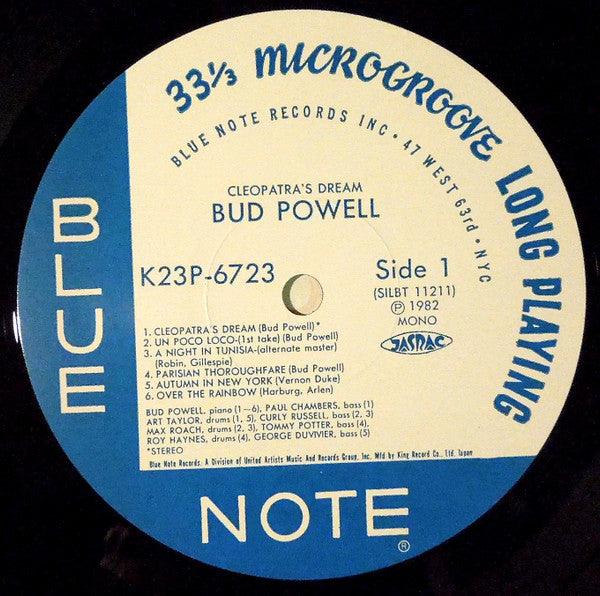 33⅓ MICROGROOVE LONG PLAYING
BLUE NOTE RECORDS INC • 47 WEST 63rd • NYC
CLEOPATRA'S DREAM
BUD POWELL
K23P-6723
Side 1
(SILBT 11211)
Ⓟ 1982
MONO
JASRAC
1. CLEOPATRA'S DREAM (Bud Powell)*
2. UN POCO LOCO-(1st take) (Bud Powell)
3. A NIGHT IN TUNISIA-(alternate master)
(Robin, Gillespie)
4. PARISIAN THOROUGHFARE (Bud Powell)
5. AUTUMN IN NEW YORK (Vernon Duke)
6. OVER THE RAINBOW (Harburg, Arlen)
BUD POWELL, piano (1~6), PAUL CHAMBERS, bass (1)
ART TAYLOR, drums (1, 5), CURLY RUSSELL, bass (2, 3)
MAX ROACH, drums (2, 3), TOMMY POTTER, bass (4),
ROY HAYNES, drums (4), GEORGE DUVIVIER, bass (5)
*STEREO
Blue Note Records, A Division of United Artists Music And Records Group, Inc. Mfd by King Record Co., Ltd. Japan
BLUE
NOTE®